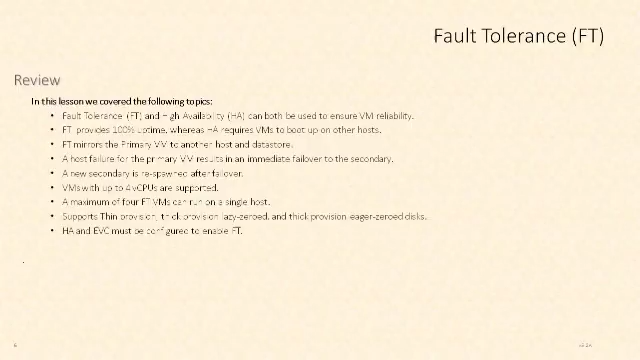 Fault Tolerance (FT)
Review
In this lesson we covered the following topics:
• Fault Tolerance (FT) and High Availability (HA) can both be used to ensure VM reliability.
• FT provides 100% uptime, whereas HA requires VMs to boot up on other hosts.
• FT mirrors the Primary VM to another host and datastore.
• A host failure for the primary VM results in an immediate failover to the secondary.
• A new secondary is re-spawned after failover.
• VMs with up to 4 vCPUs are supported.
• A maximum of four FT VMs can run on a single host.
• Supports Thin provision, thick provision lazy-zeroed, and thick provision eager-zeroed disks.
• HA and EVC must be configured to enable FT.
.